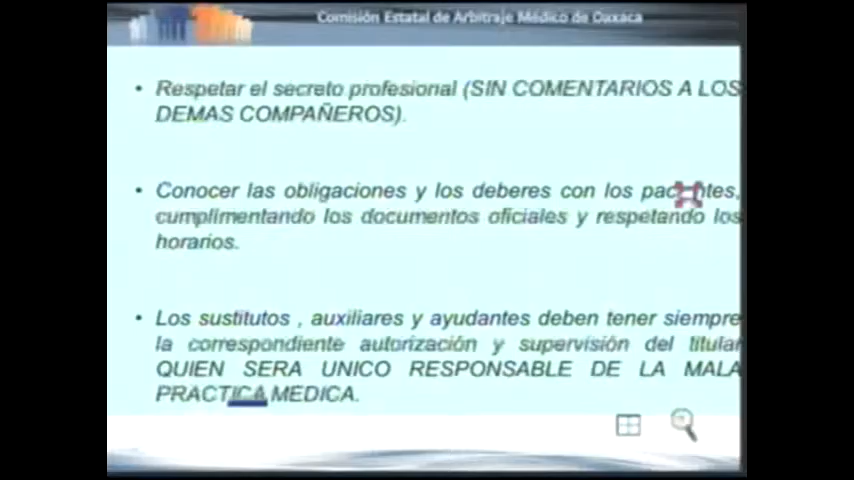 Comisión Estatal de Arbitraje Médico de Oaxaca
• Respetar el secreto profesional (SIN COMENTARIOS A LOS
DEMAS COMPAÑEROS).
• Conocer las obligaciones y los deberes con los pacientes,
cumplimentando los documentos oficiales y respetando los
horarios.
• Los sustitutos , auxiliares y ayudantes deben tener siempre
la correspondiente autorización y supervisión del titular
QUIEN SERA UNICO RESPONSABLE DE LA MALA
PRACTICA MEDICA.